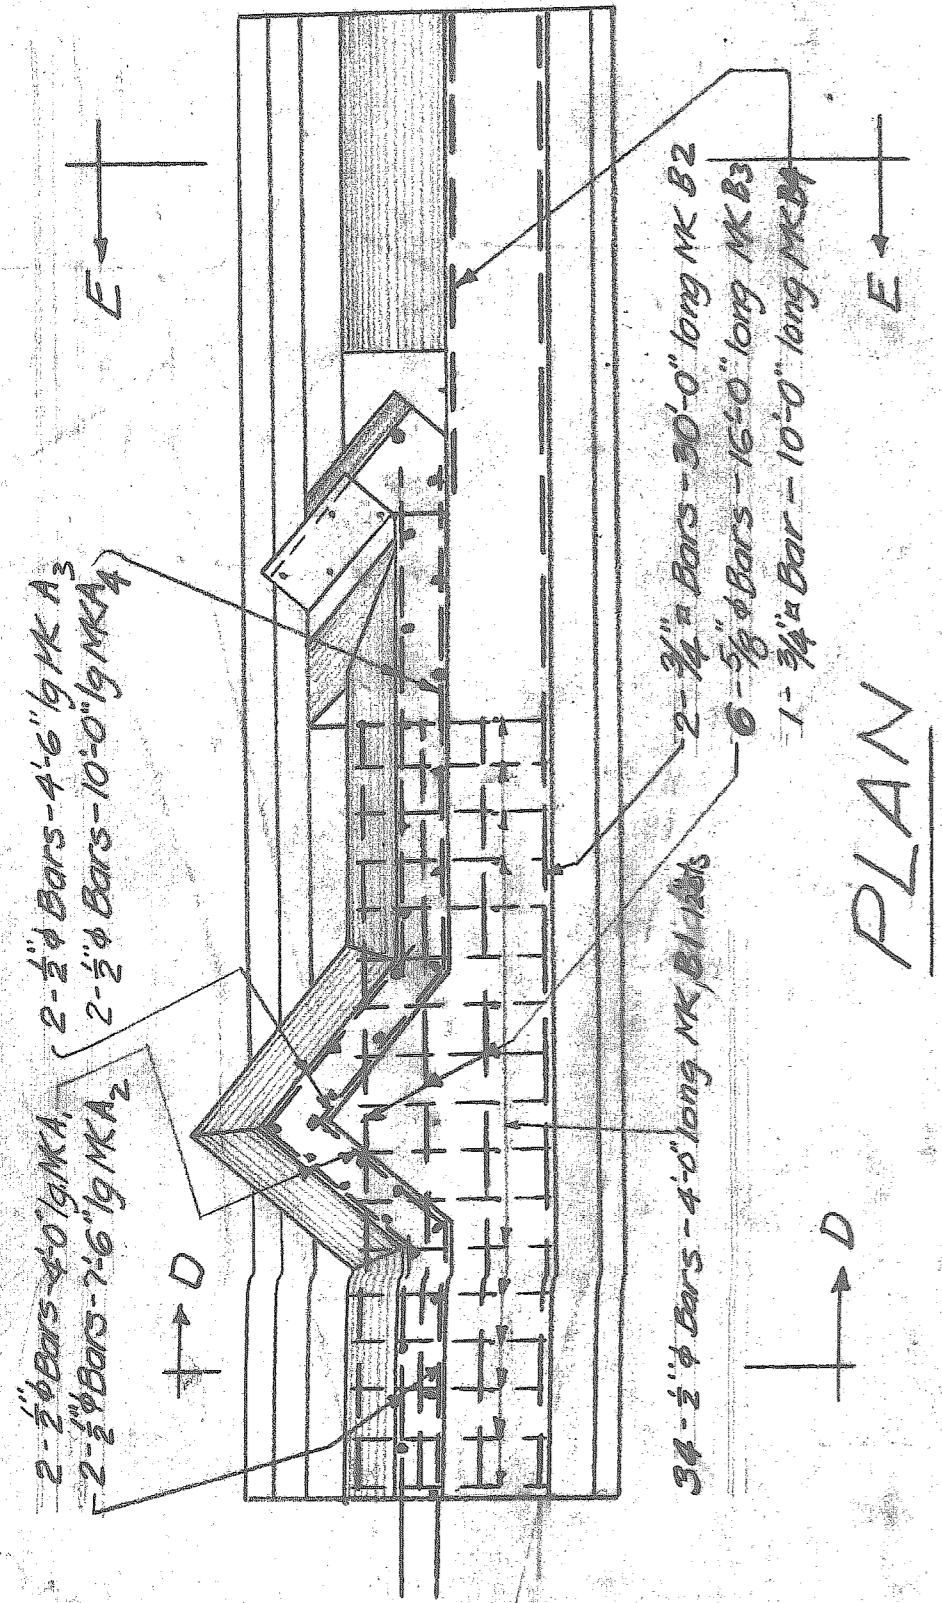 2-½"ϕ Bars-4'-0" lg. MK A1
2-½"ϕ Bars-7'-6" lg MK A2
2-½"ϕ Bars-4'-6" lg MK A3
2-½"ϕ Bars-10'-0" lg MK A4
E
E
D
D
2-¾"¤ Bars-30'-0" long MK B2
6-⅝"ϕ Bars-16'-0" long MK B3
1-¾"¤ Bar-10'-0" long MK B4
34-½"ϕ Bars-4'-0" long MK B1
PLAN